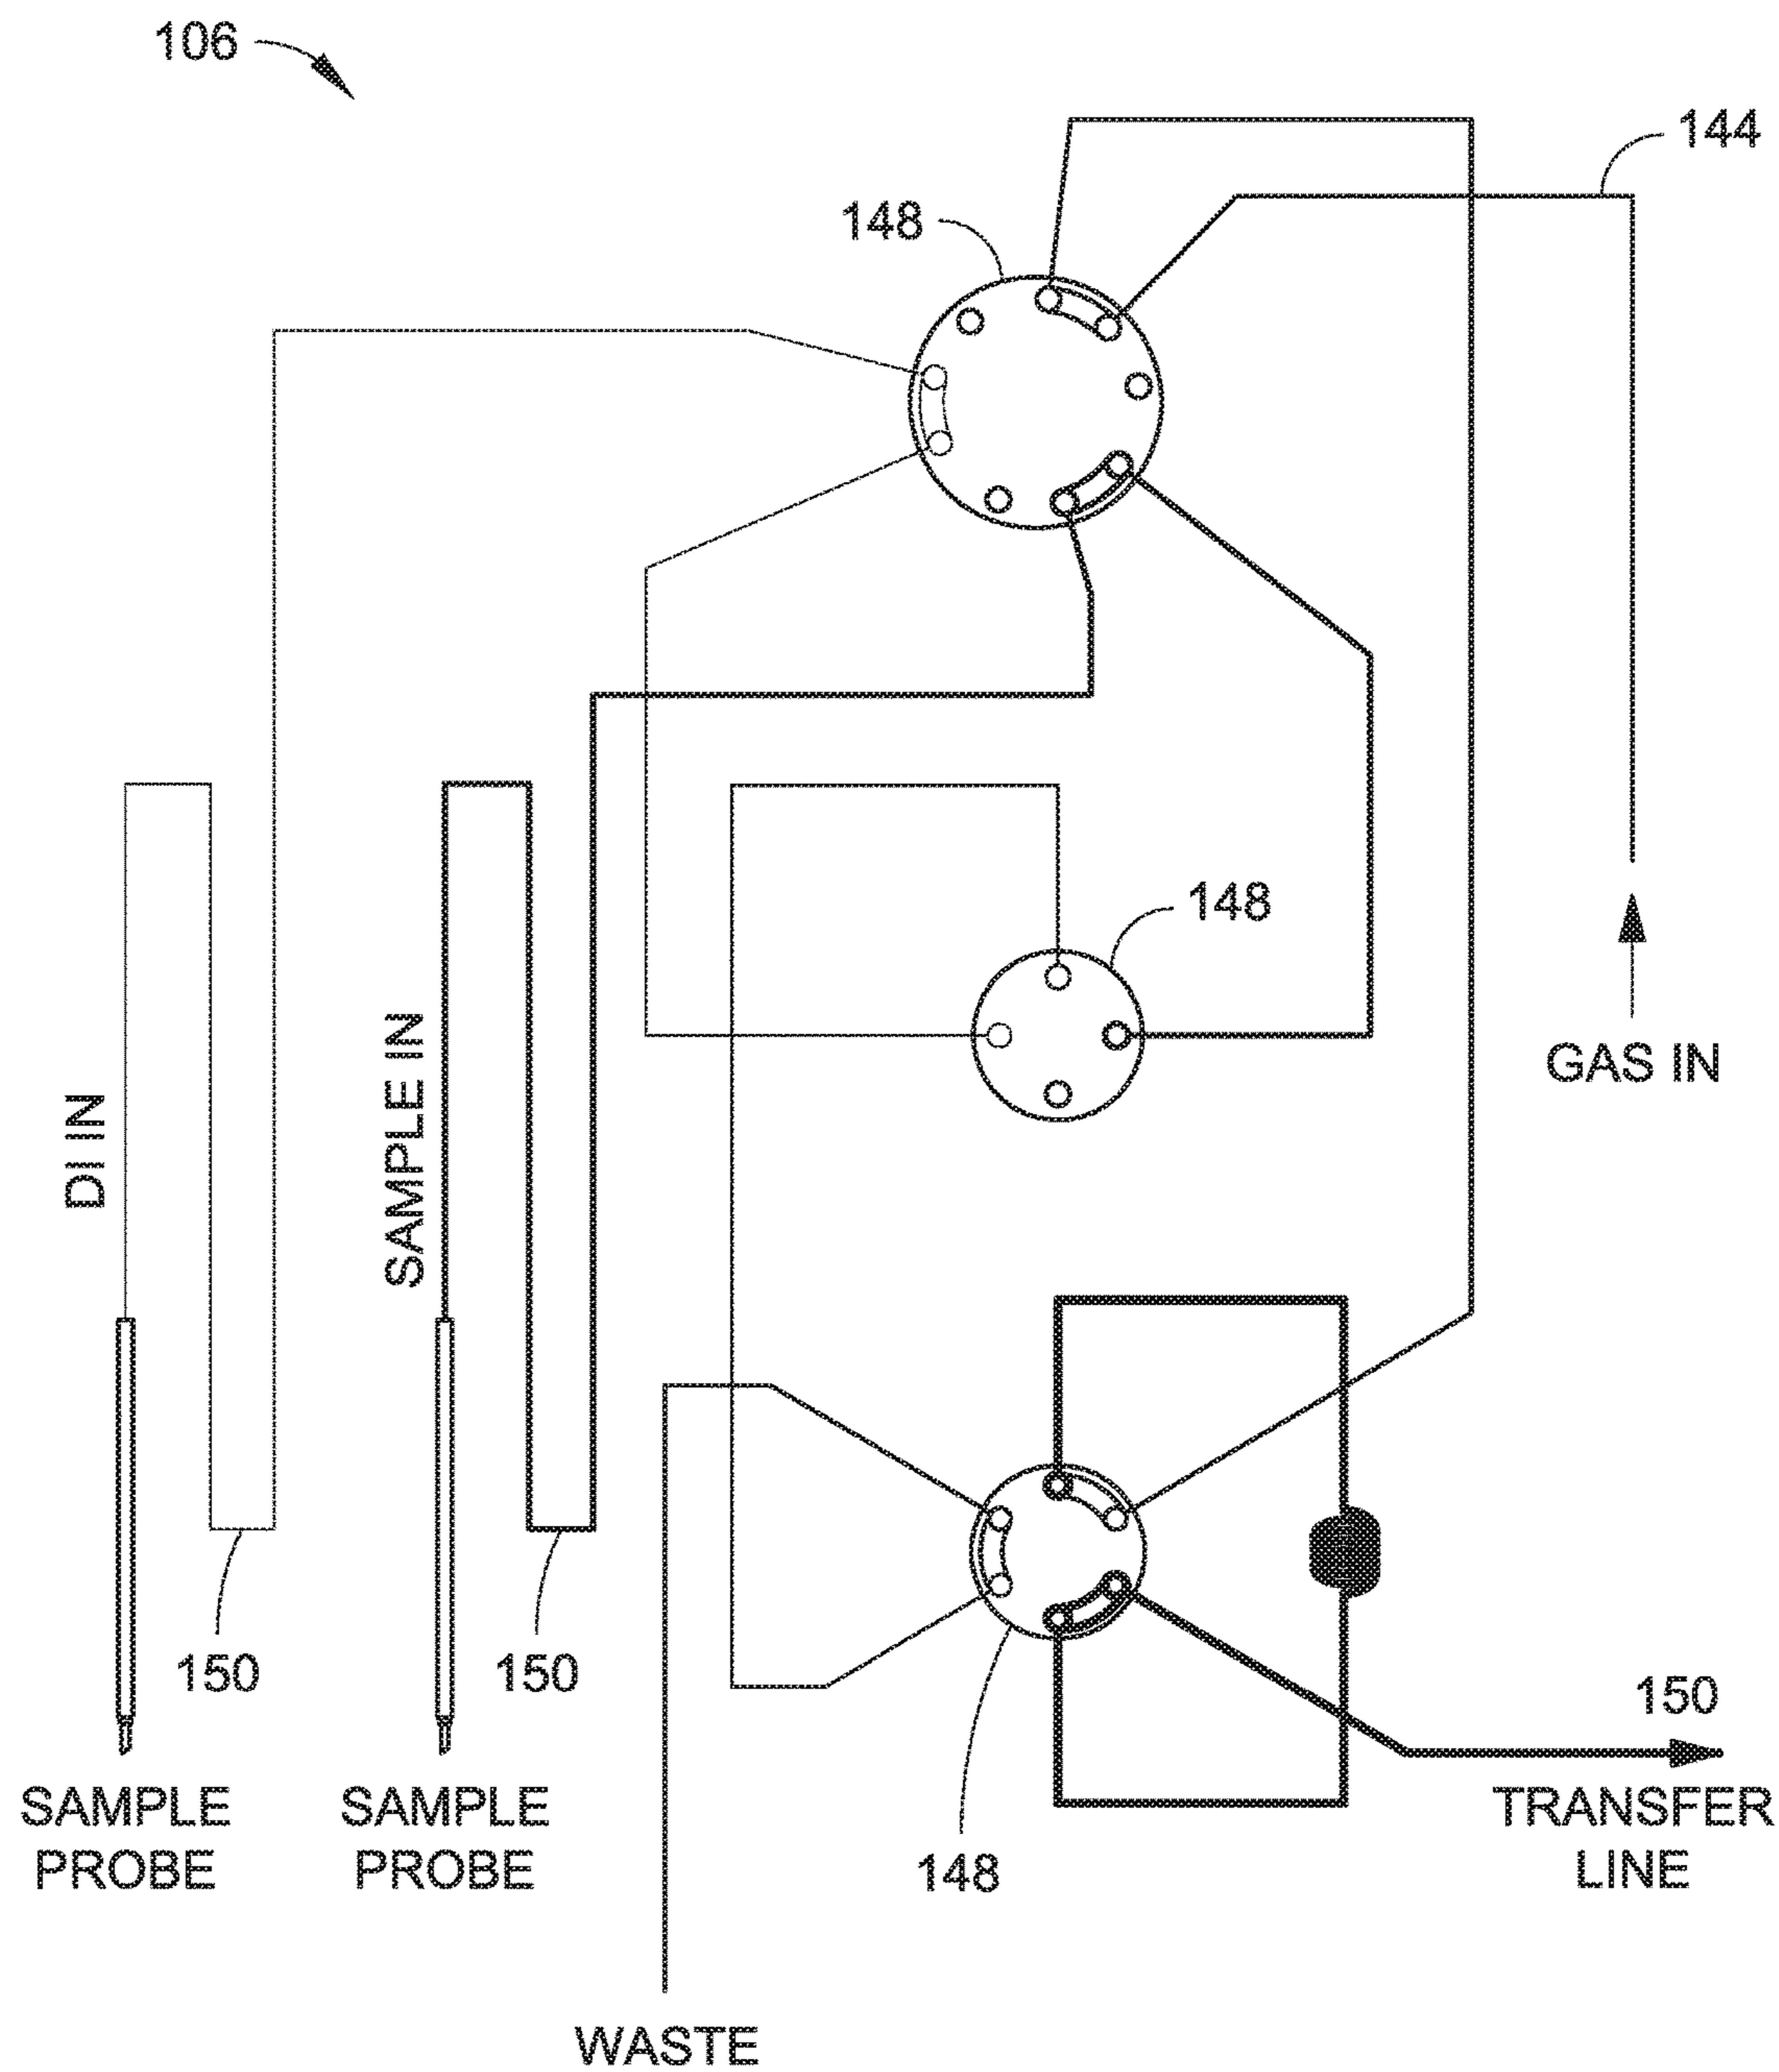 106
144
148
148
GAS IN
DI IN
SAMPLE IN
150
150
150
SAMPLE
PROBE
SAMPLE
PROBE
148
TRANSFER
LINE
WASTE